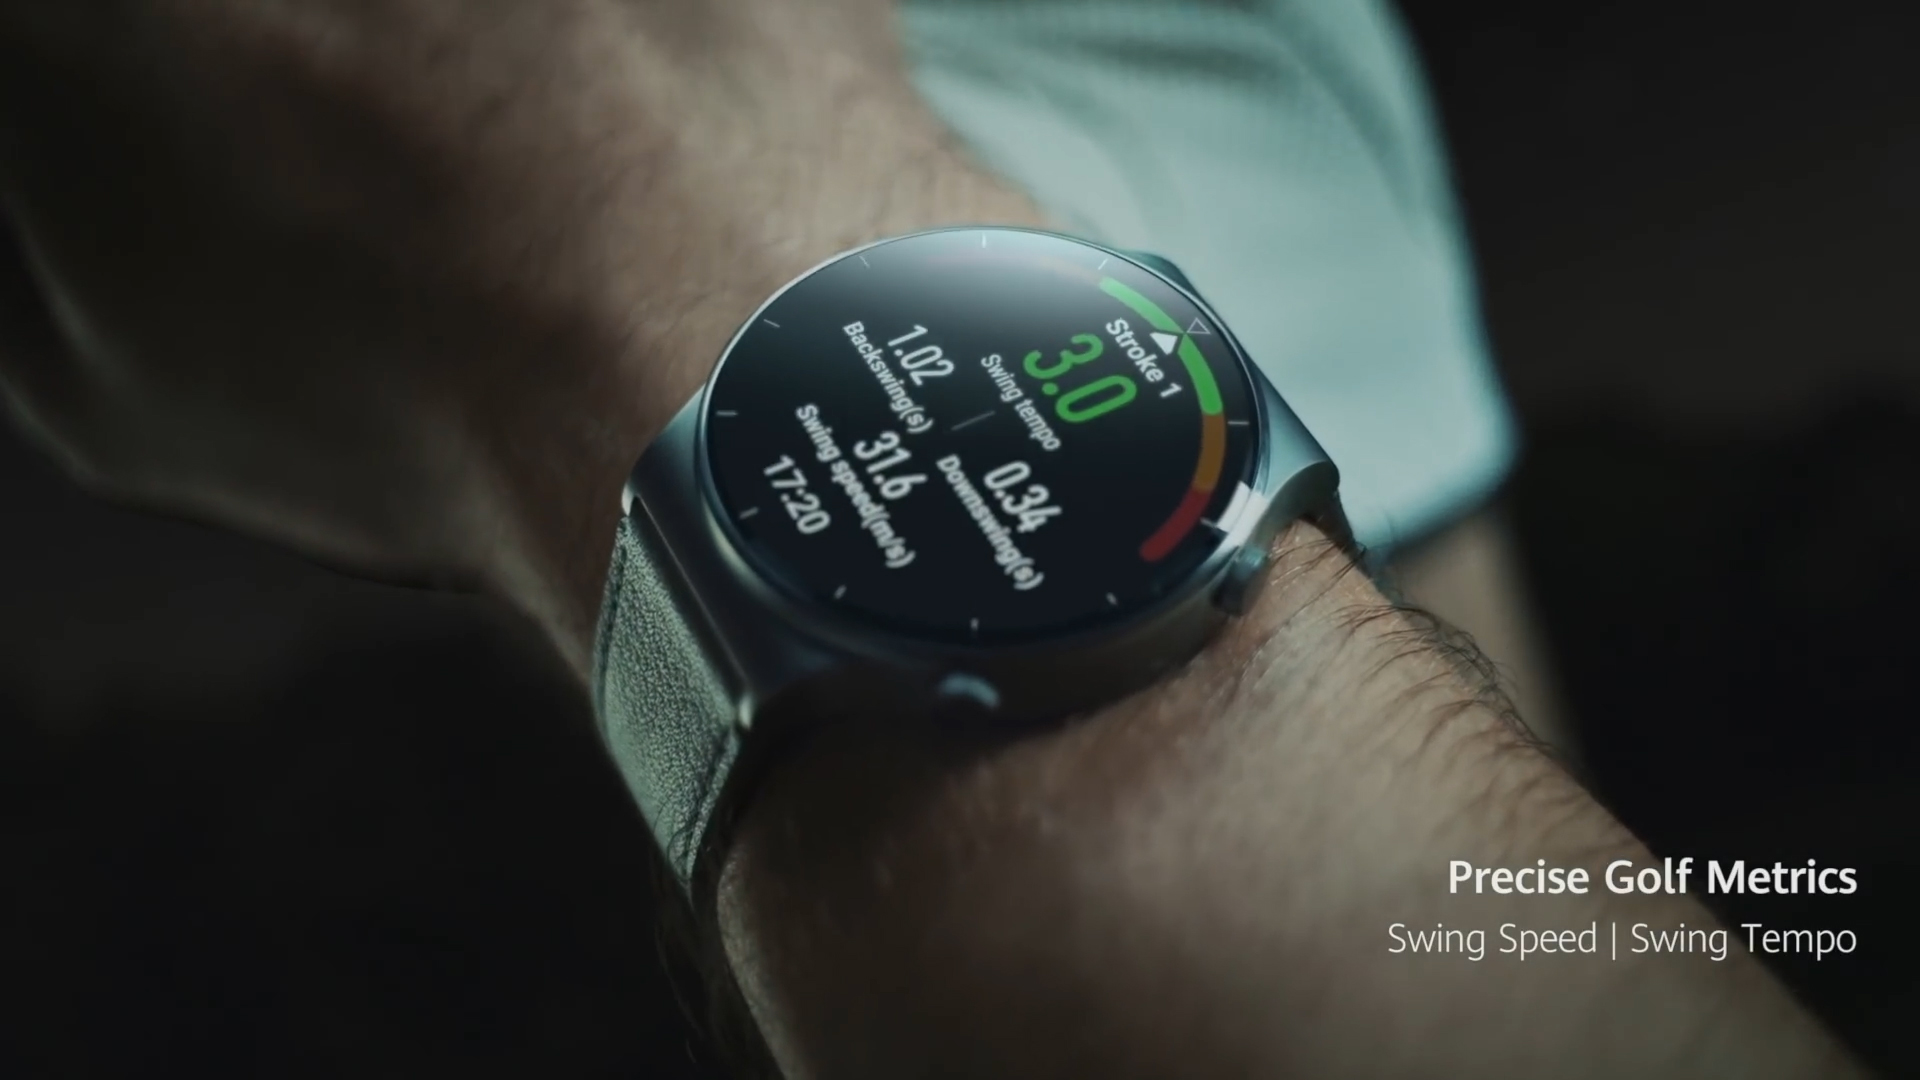 Stroke 1
3.0
Swing tempo
1.02
Backswing(s)
0.34
Downswing(s)
31.6
Swing speed(m/s)
17:20
Precise Golf Metrics
Swing Speed | Swing Tempo